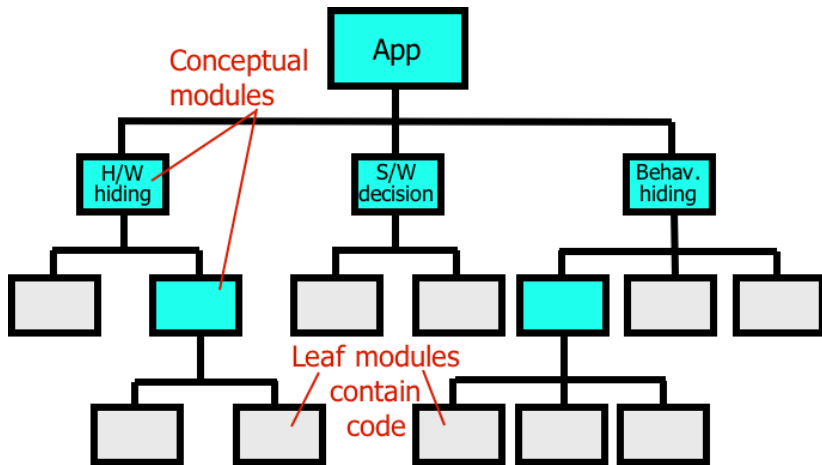 App
Conceptual
modules
H/W
hiding
S/W
decision
Behav.
hiding
Leaf modules
contain
code